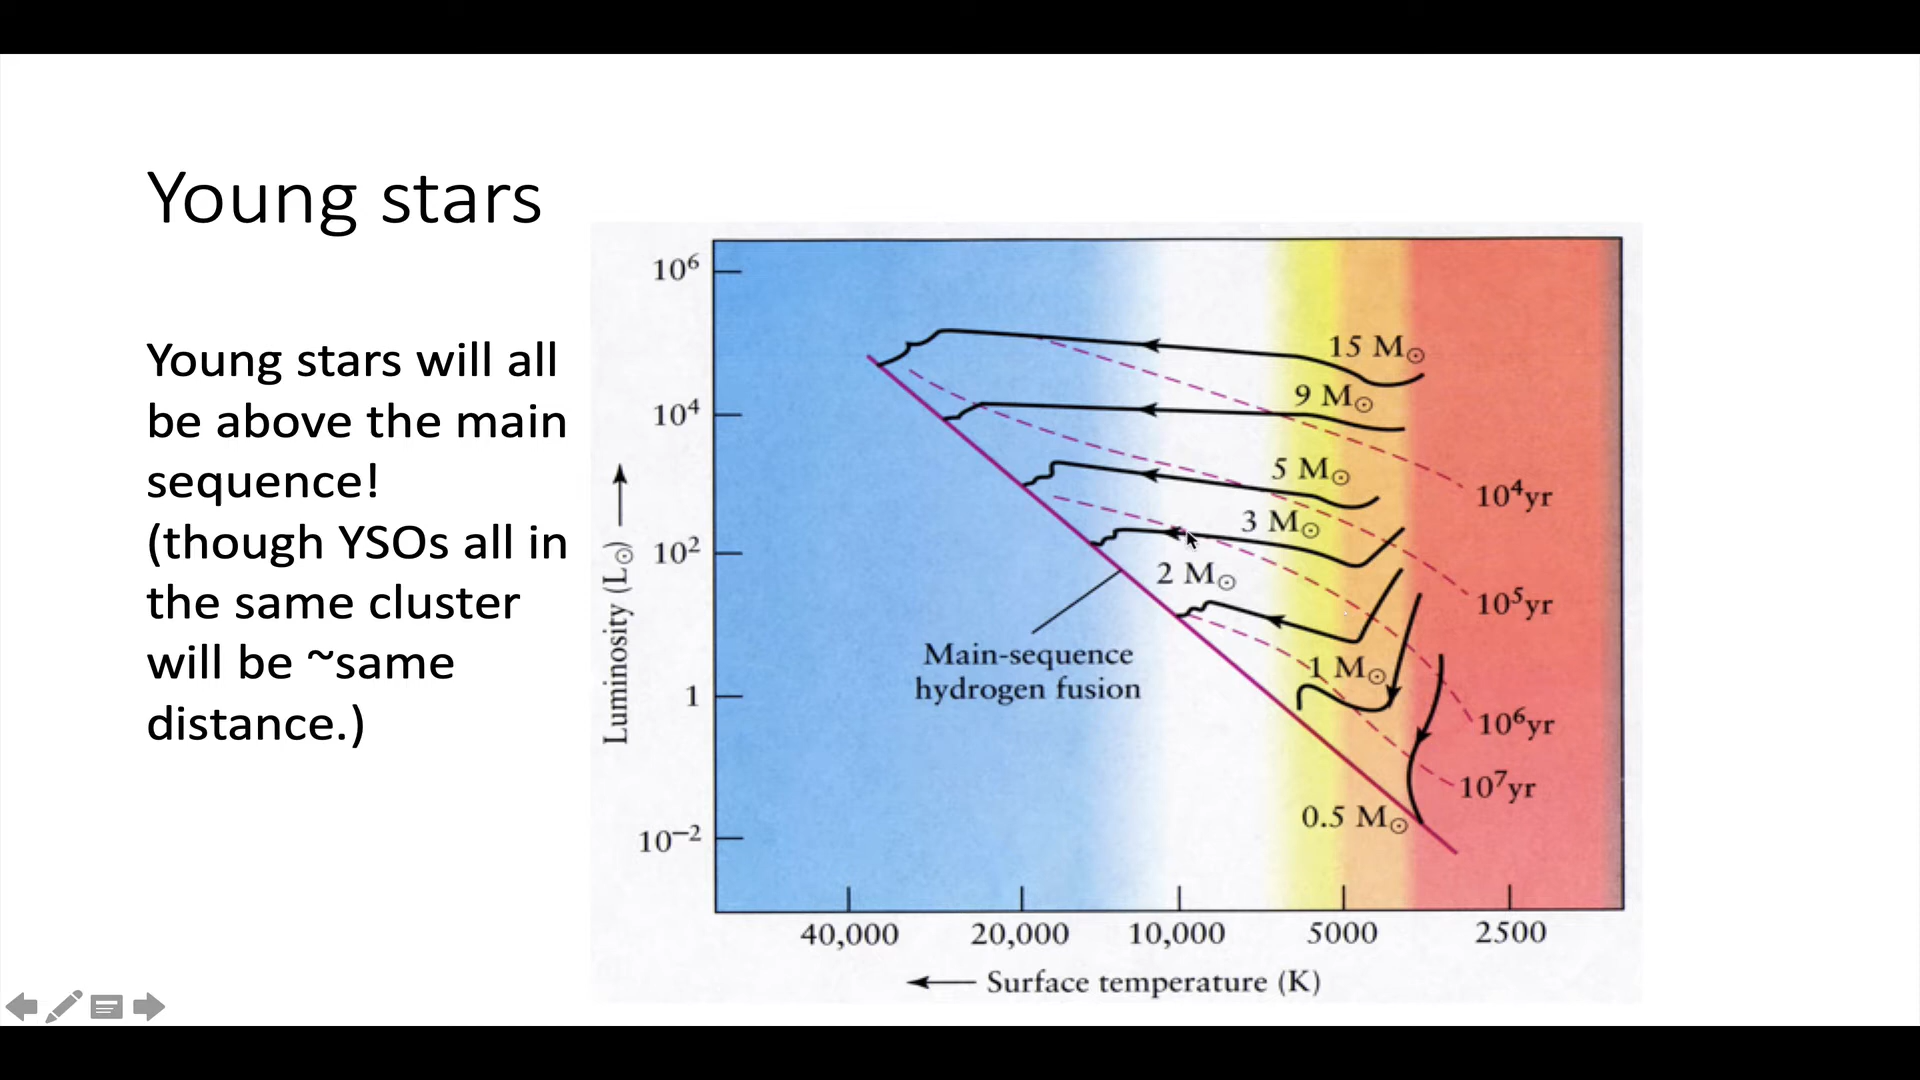 Young stars
Young stars will all
be above the main
sequence!
(though YSOs all in
the same cluster
will be ~same
distance.)
Luminosity (L☉)
10⁶
10⁴
10²
1
10⁻²
15 M☉
9 M☉
5 M☉
3 M☉
2 M☉
1 M☉
0.5 M☉
10⁴yr
10⁵yr
10⁶yr
10⁷yr
Main-sequence
hydrogen fusion
40,000 20,000 10,000 5000 2500
Surface temperature (K)